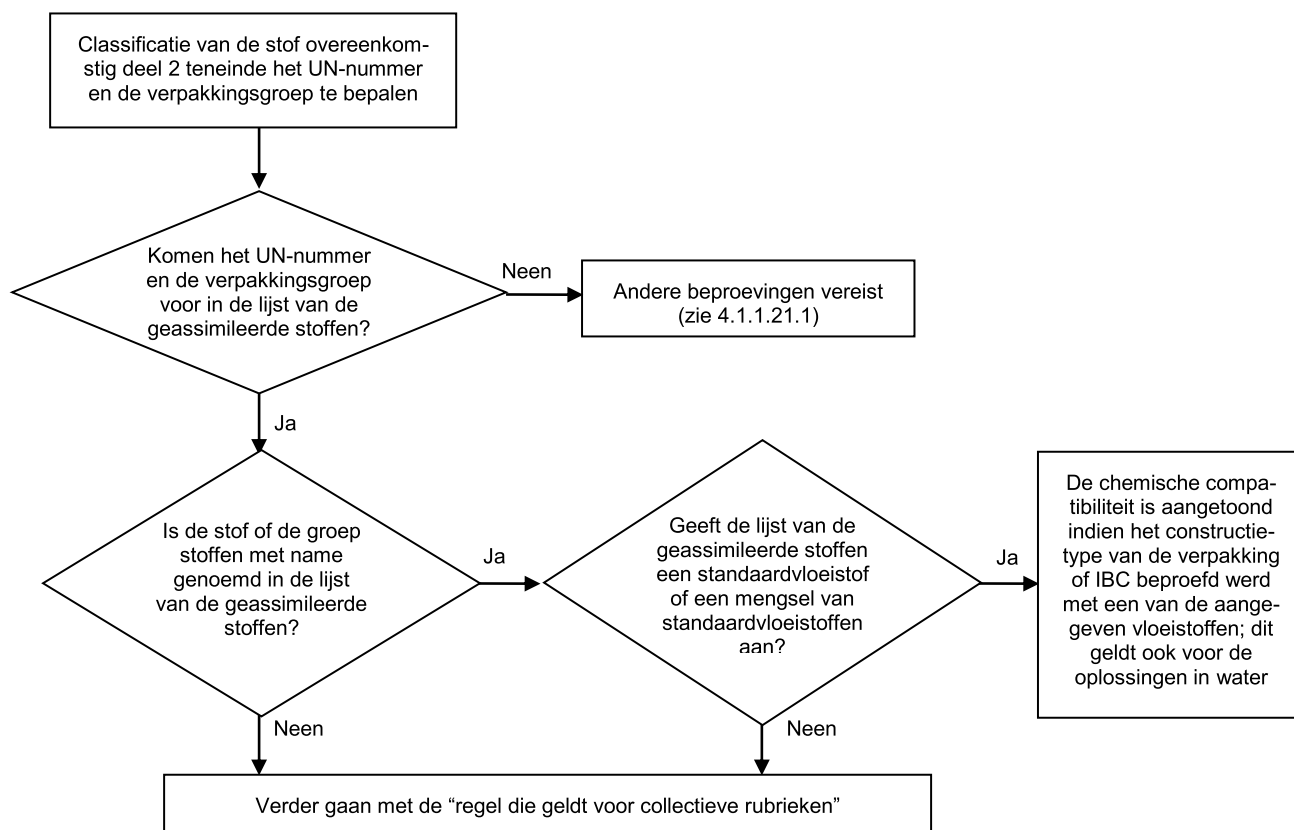 Classificatie van de stof overeenkom-
stig deel 2 teneinde het UN-nummer
en de verpakkingsgroep te bepalen
Komen het UN-nummer
en de verpakkingsgroep
voor in de lijst van de
geassimileerde stoffen?
Neen
Andere beproevingen vereist
(zie 4.1.1.21.1)
Ja
Is de stof of de groep
stoffen met name
genoemd in de lijst
van de geassimileerde
stoffen?
Ja
Geeft de lijst van de
geassimileerde stoffen
een standaardvloeistof
of een mengsel van
standaardvloeistoffen
aan?
Ja
De chemische compa-
tibiliteit is aangetoond
indien het constructie-
type van de verpakking
of IBC beproefd werd
met een van de aange-
geven vloeistoffen; dit
geldt ook voor de
oplossingen in water
Neen
Neen
Verder gaan met de “regel die geldt voor collectieve rubrieken”